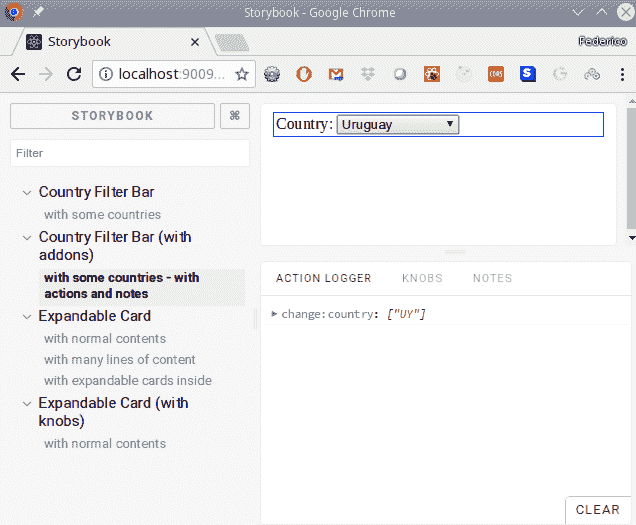 Storybook - Google Chrome
Storybook
Federico
localhost:9009...
CORS
S
STORYBOOK
⌘
Filter
Country Filter Bar
with some countries
Country Filter Bar (with
addons)
with some countries - with
actions and notes
Expandable Card
with normal contents
with many lines of content
with expandable cards inside
Expandable Card (with
knobs)
with normal contents
Country: Uruguay
ACTION LOGGER KNOBS NOTES
change:country: ["UY"]
CLEAR